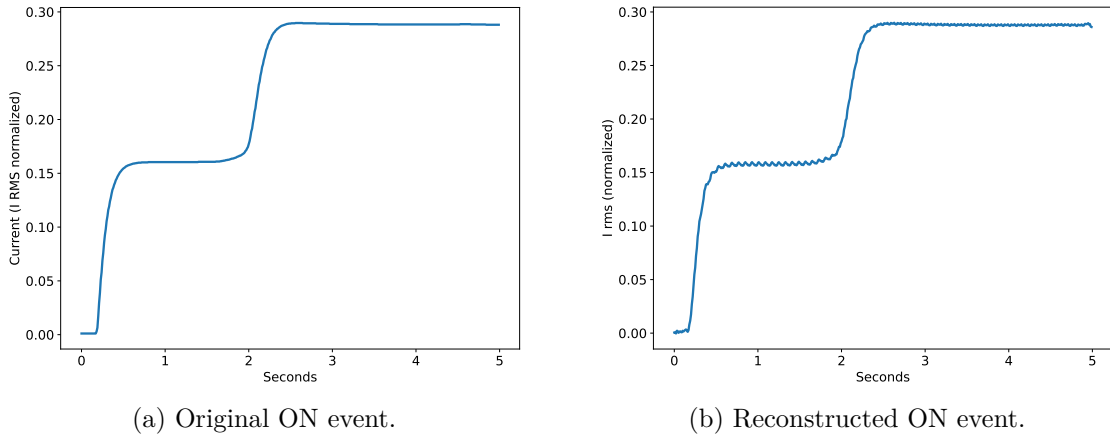 0.30
0.25
0.20
0.15
0.10
0.05
0.00
Current (I RMS normalized)
0 1 2 3 4 5
Seconds
(a) Original ON event.
0.30
0.25
0.20
0.15
0.10
0.05
0.00
I rms (normalized)
0 1 2 3 4 5
Seconds
(b) Reconstructed ON event.